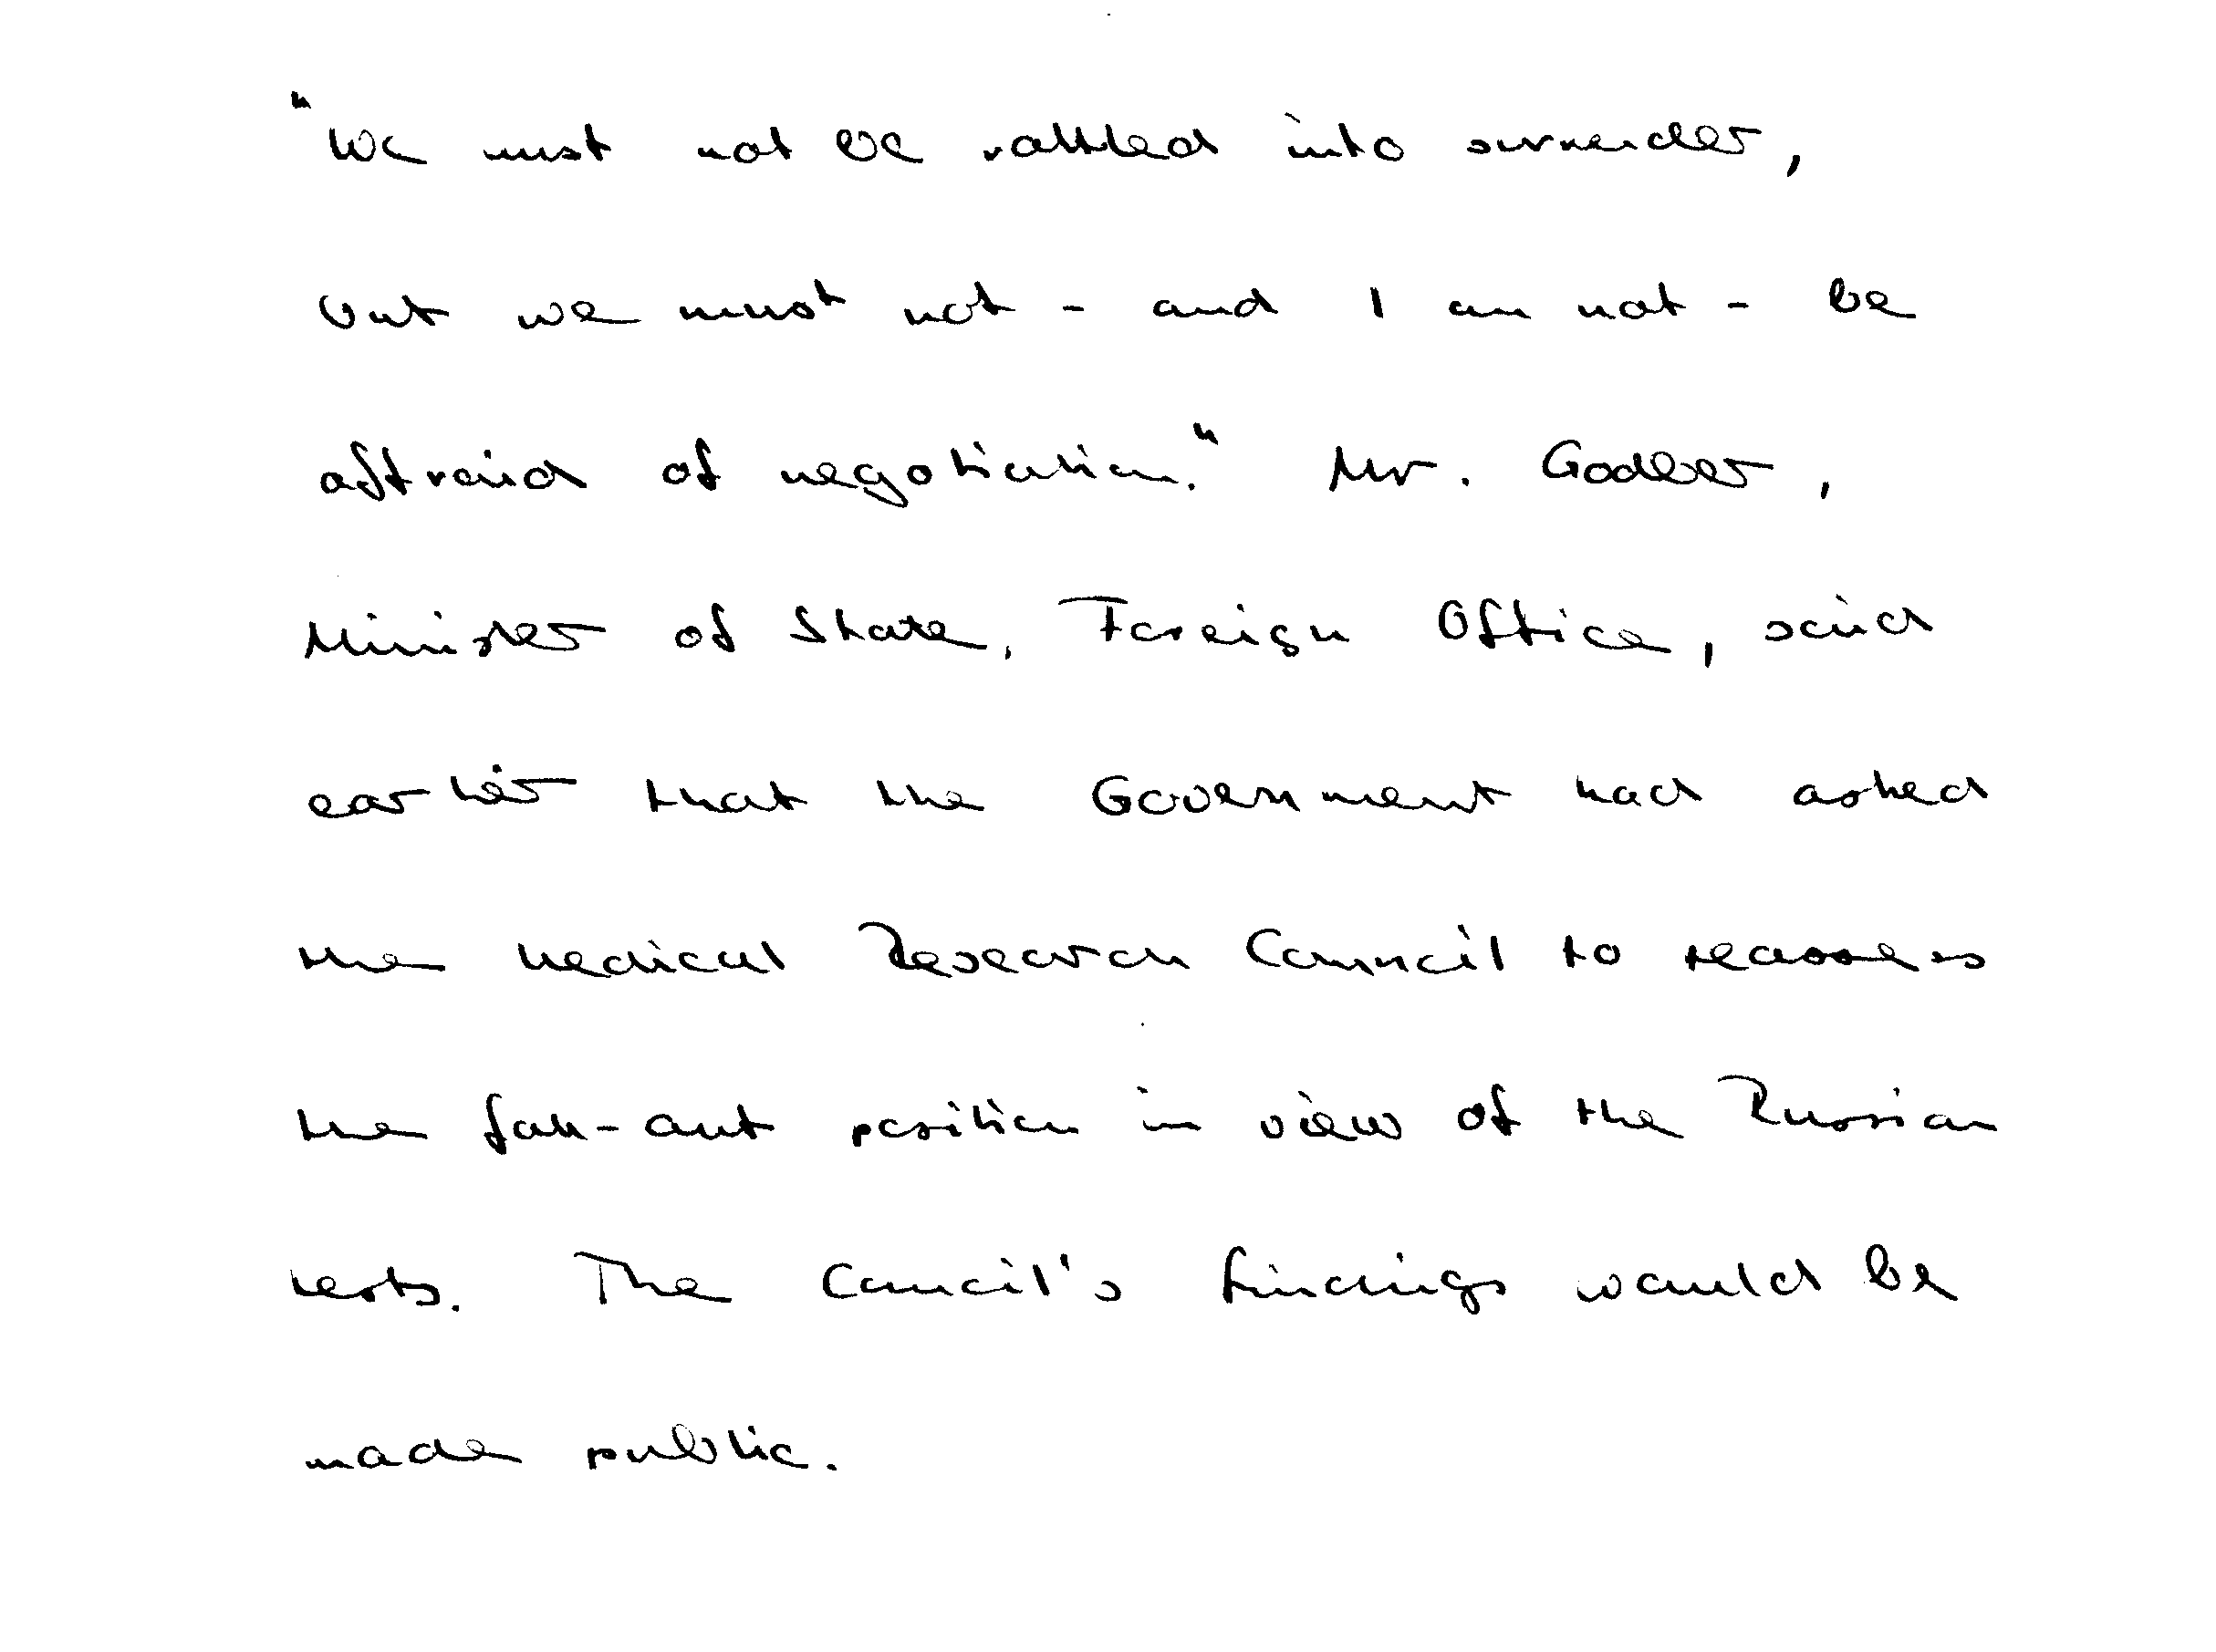 "We must not be rattled into surrender,
but we must not - and I am not - be
afraid of negotiation." Mr. Godber,
Minister of State, Foreign Office, said
earlier that the Government had asked
the Medical Research Council to reassess
the fall-out position in view of the Russian
tests. The Council's findings would be
made public.